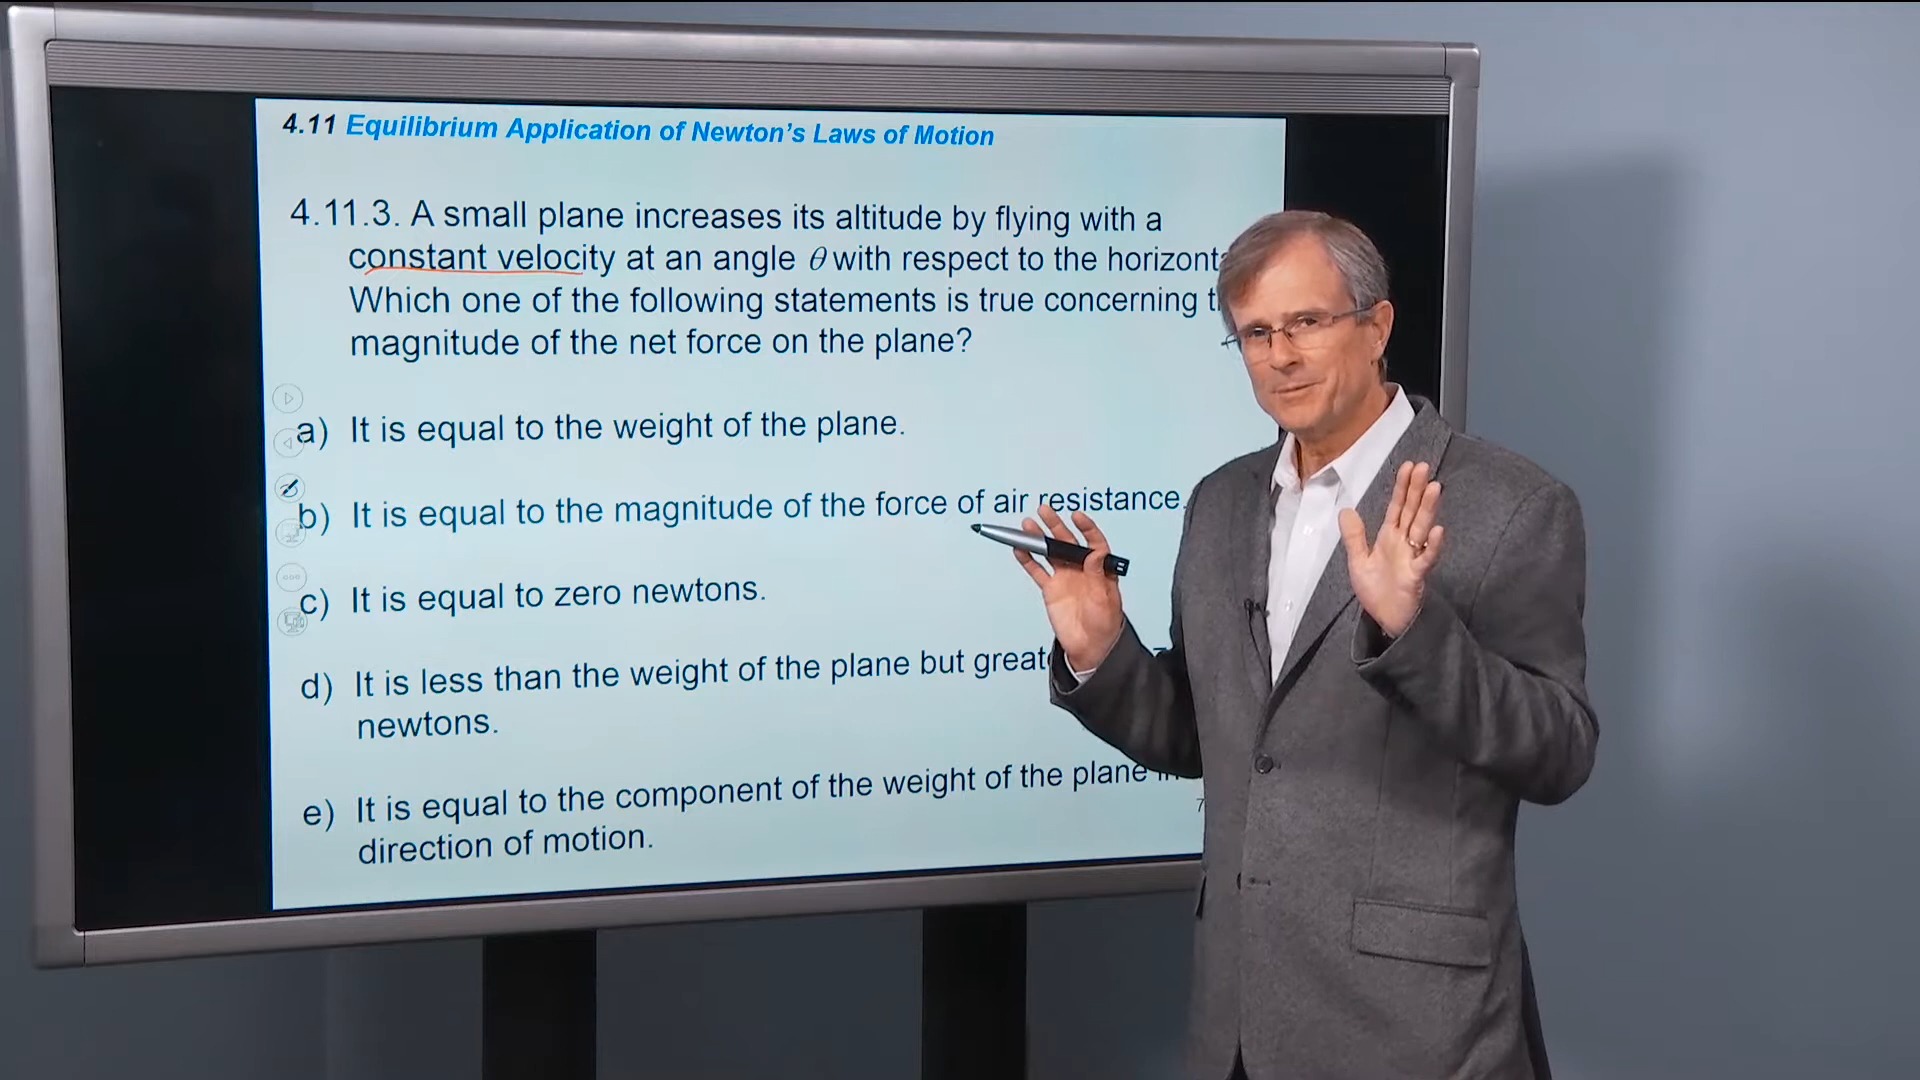 4.11 Equilibrium Application of Newton's Laws of Motion
4.11.3. A small plane increases its altitude by flying with a
constant velocity at an angle θ with respect to the
Which one of the following statements is true concerning
magnitude of the net force on the plane?
a) It is equal to the weight of the plane.
b) It is equal to the magnitude of the force of air resistance.
c) It is equal to zero newtons.
d) It is less than the weight of the plane but
newtons.
e) It is equal to the component of the weight of the plane
7
direction of motion.